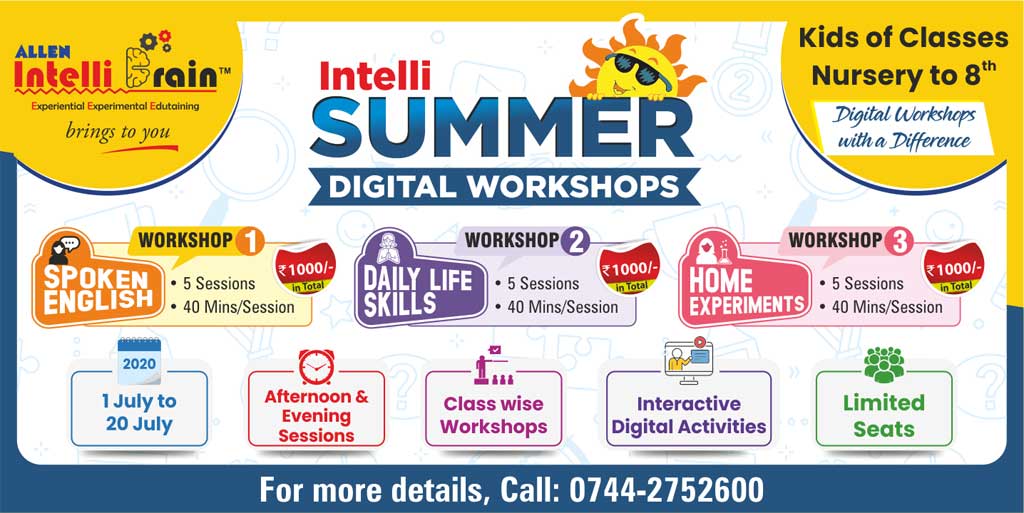 ALLEN
Intelli Brain™
Experiential Experimental Edutaining
brings to you
Intelli
SUMMER
DIGITAL WORKSHOPS
Kids of Classes
Nursery to 8th
Digital Workshops
with a Difference
WORKSHOP 1
SPOKEN
ENGLISH
• 5 Sessions
• 40 Mins/Session
₹1000/-
in Total
WORKSHOP 2
DAILY LIFE
SKILLS
• 5 Sessions
• 40 Mins/Session
₹1000/-
in Total
WORKSHOP 3
HOME
EXPERIMENTS
• 5 Sessions
• 40 Mins/Session
₹1000/-
in Total
2020
1 July to
20 July
Afternoon &
Evening
Sessions
Class wise
Workshops
Interactive
Digital Activities
Limited
Seats
For more details, Call: 0744-2752600